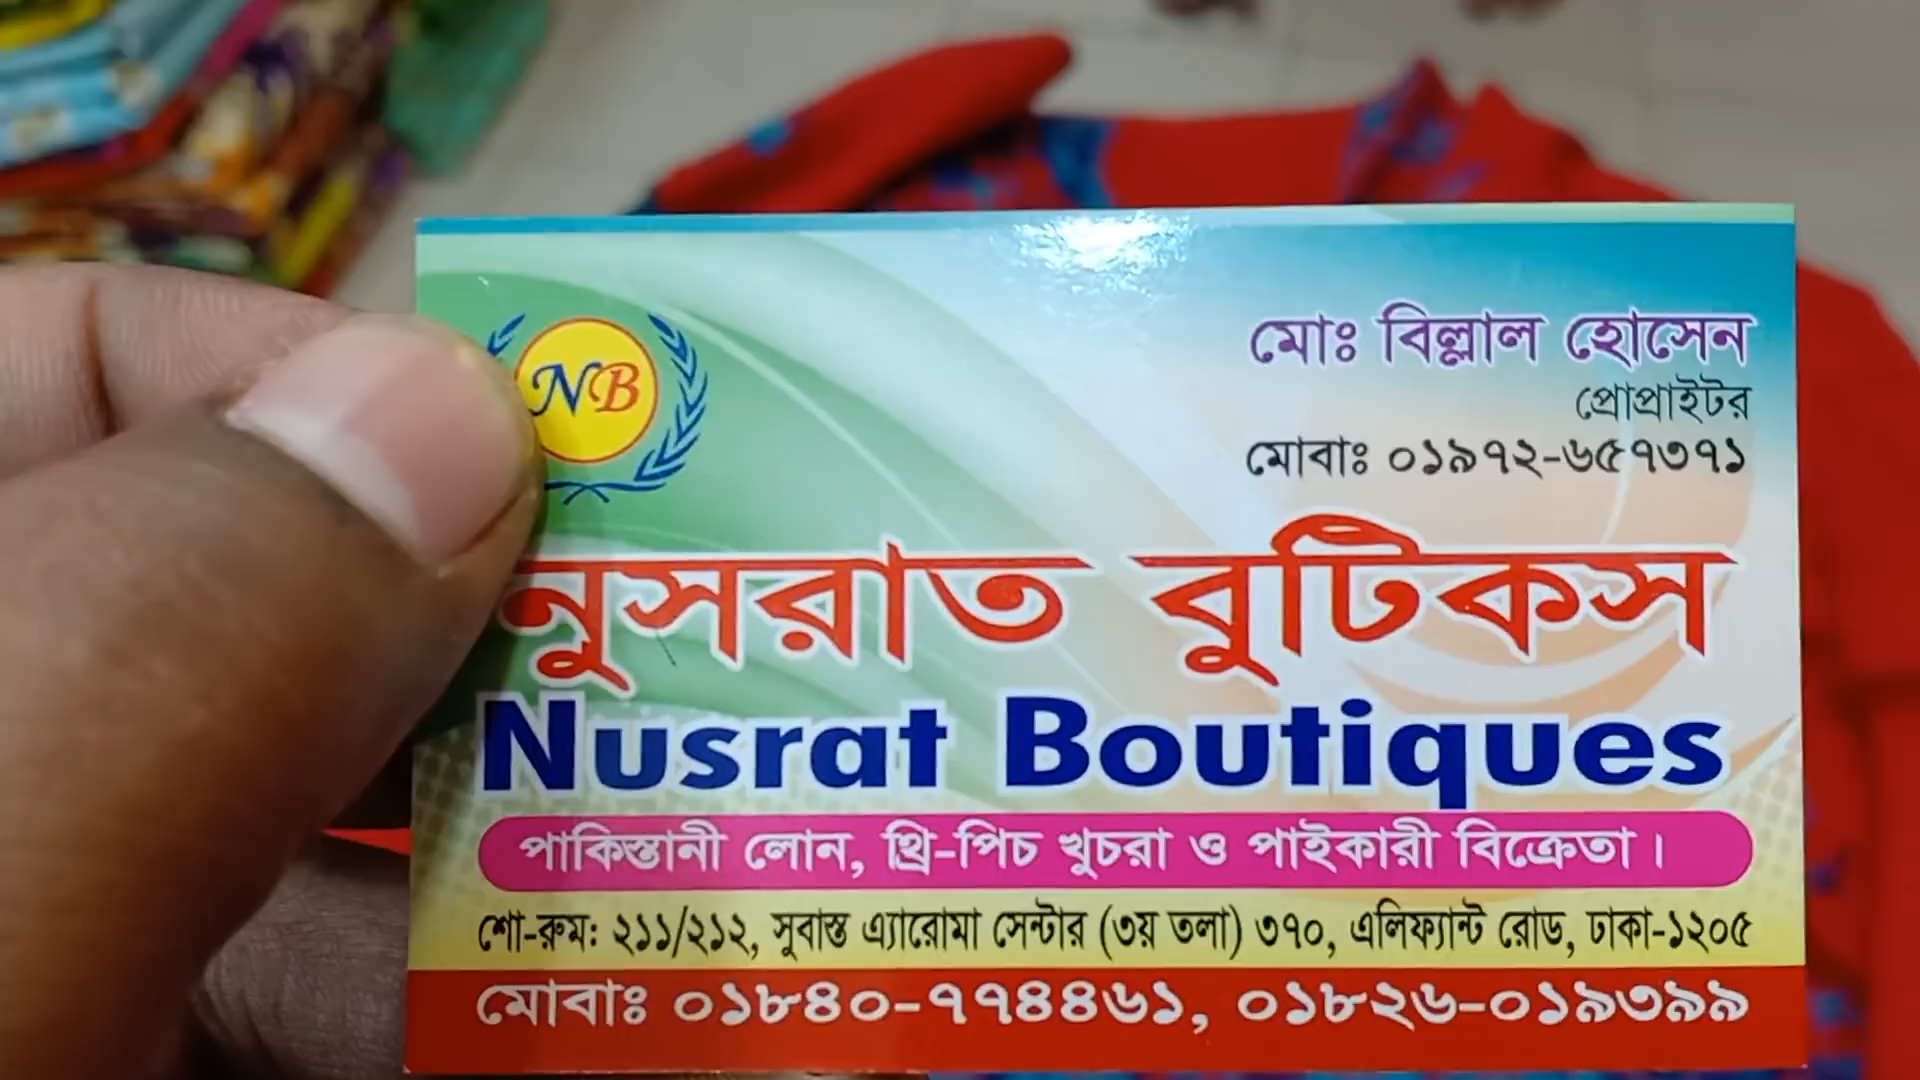 NB
মোঃ বিল্লাল হোসেন
প্রোপ্রাইটর
মোবাঃ ০১৯৭২-৬৫৭৩৭১
নুসরাত বুটিকস
Nusrat Boutiques
পাকিস্তানী লোন, থ্রি-পিচ খুচরা ও পাইকারী বিক্রেতা।
শো-রুম: ২১১/২১২, সুবাস্ত এ্যারোমা সেন্টার (৩য় তলা) ৩৭০, এলিফ্যান্ট রোড, ঢাকা-১২০৫
মোবাঃ ০১৮৪০-৭৭৪৪৬১, ০১৮২৬-০১৯৩৯৯